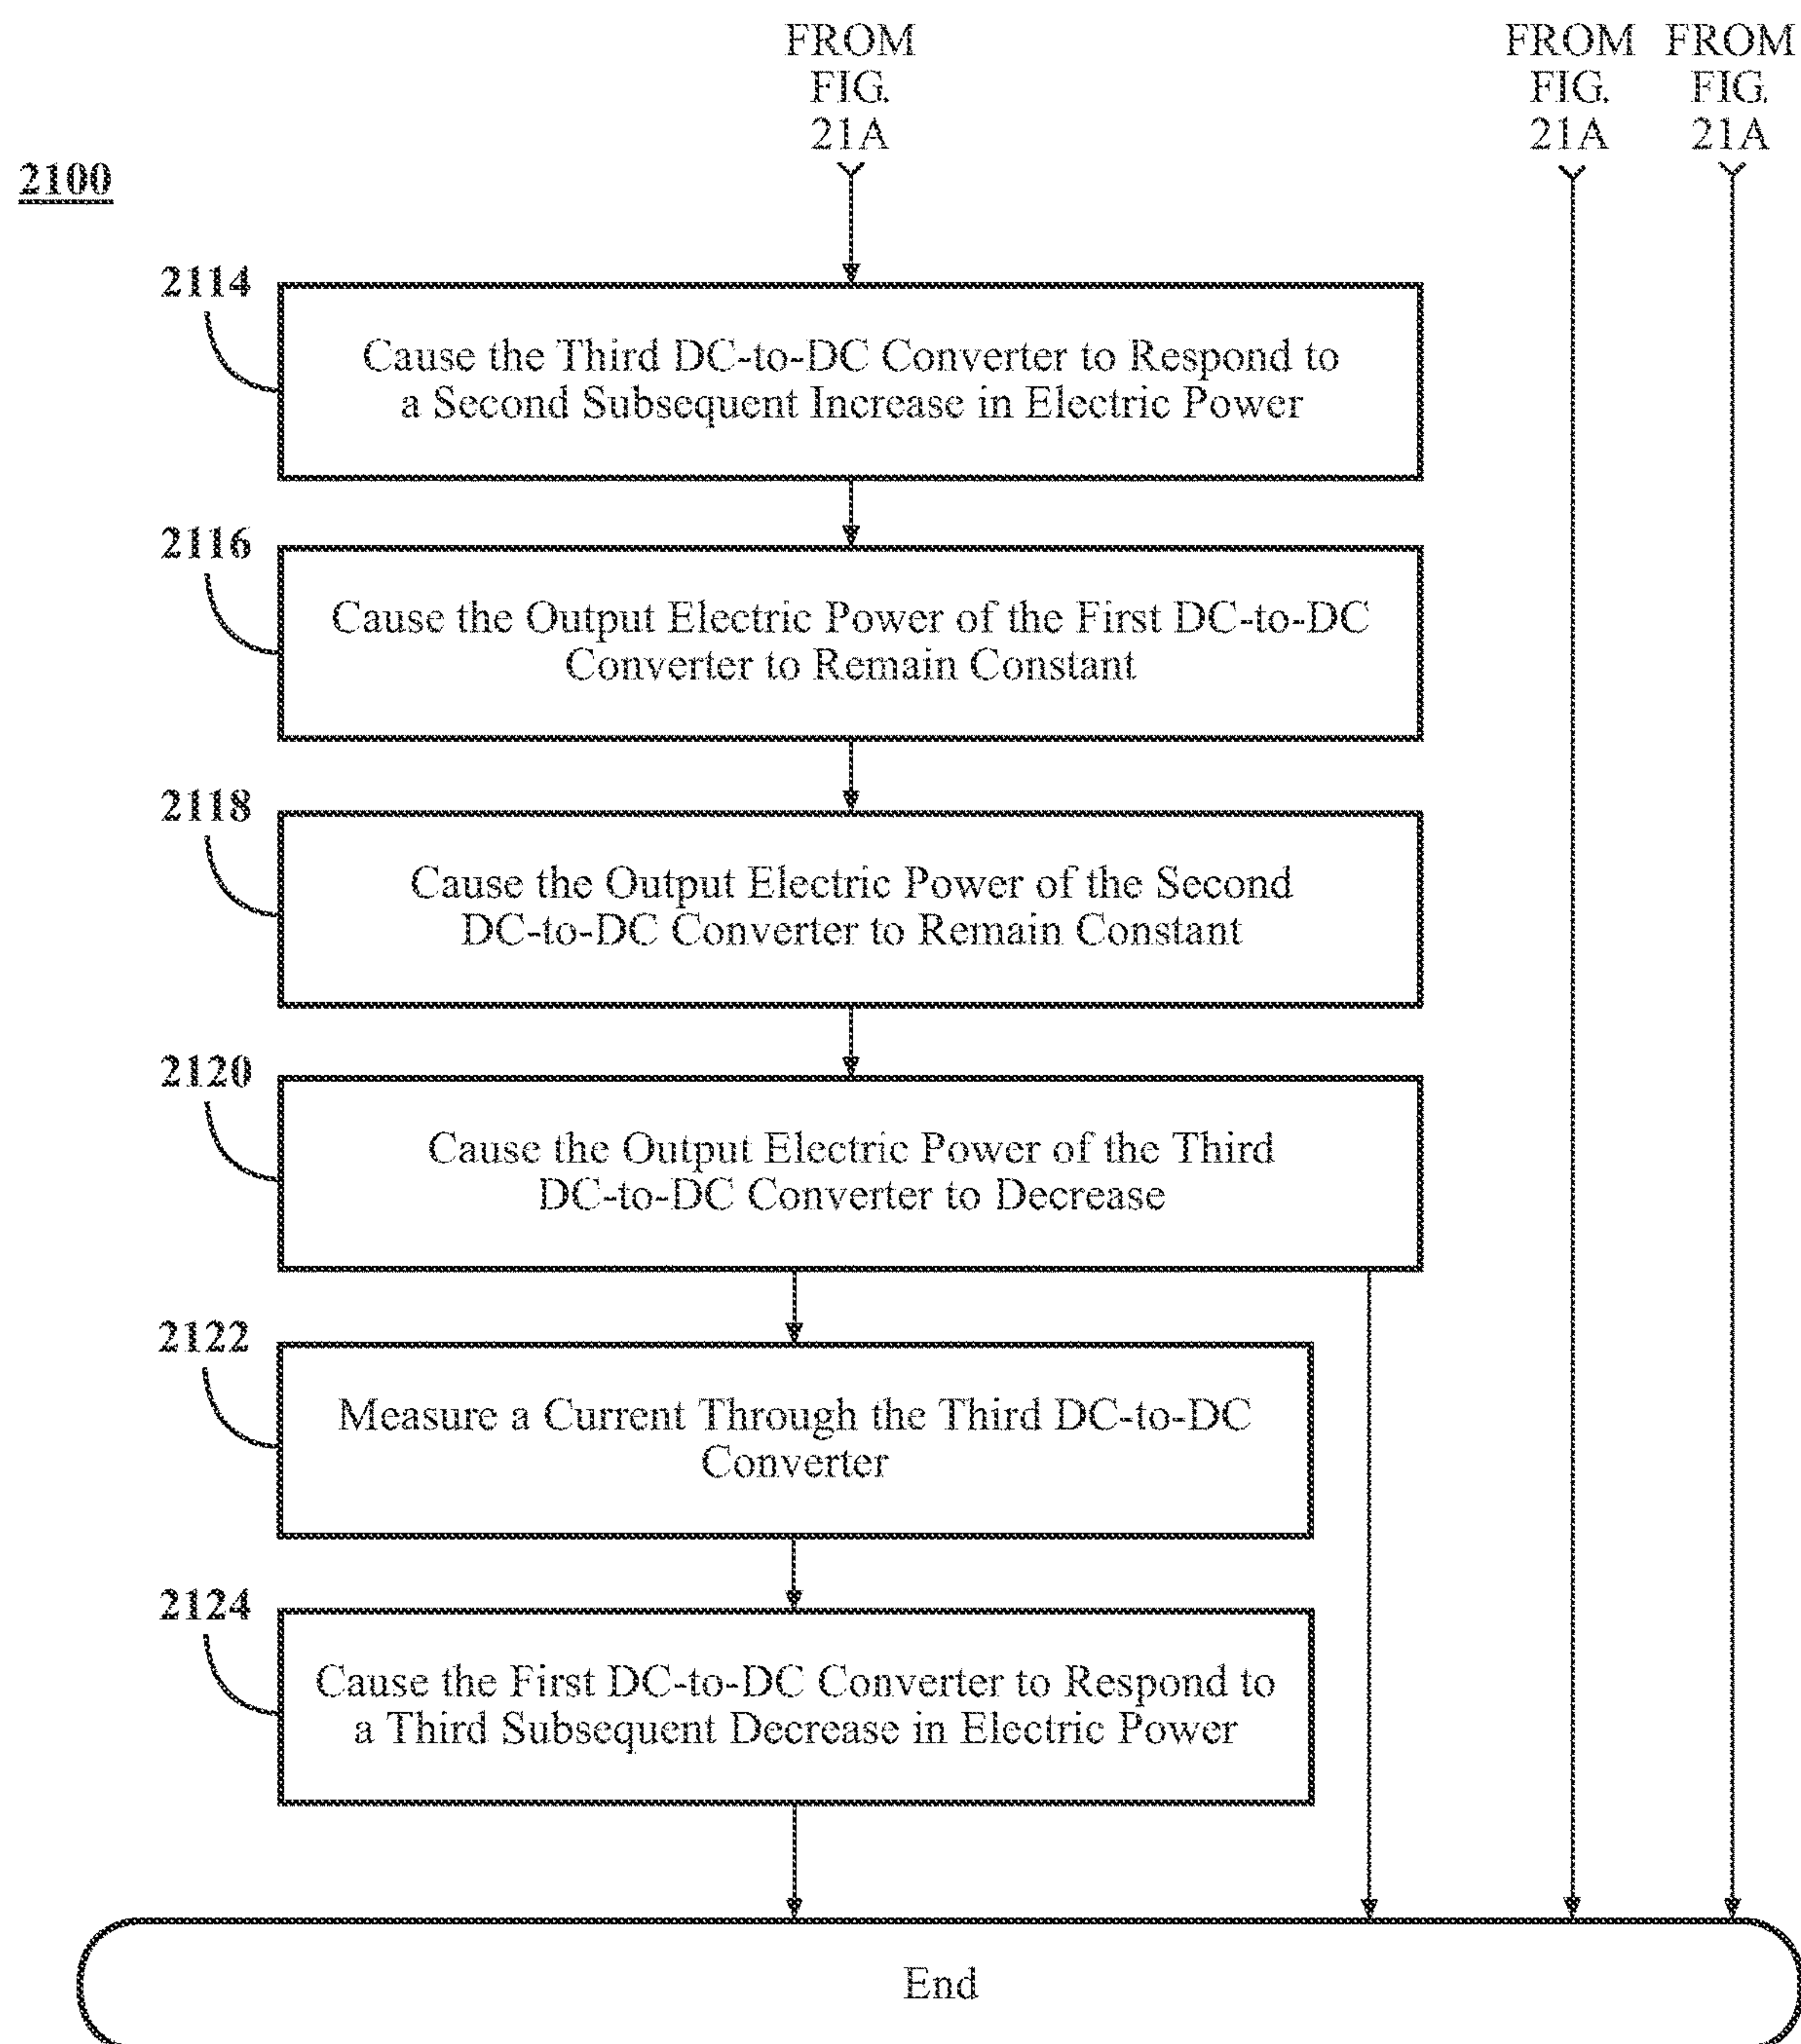 FROM
FIG.
21A
FROM
FIG.
21A
FROM
FIG.
21A
2100
2114
Cause the Third DC-to-DC Converter to Respond to
a Second Subsequent Increase in Electric Power
2116
Cause the Output Electric Power of the First DC-to-DC
Converter to Remain Constant
2118
Cause the Output Electric Power of the Second
DC-to-DC Converter to Remain Constant
2120
Cause the Output Electric Power of the Third
DC-to-DC Converter to Decrease
2122
Measure a Current Through the Third DC-to-DC
Converter
2124
Cause the First DC-to-DC Converter to Respond to
a Third Subsequent Decrease in Electric Power
End